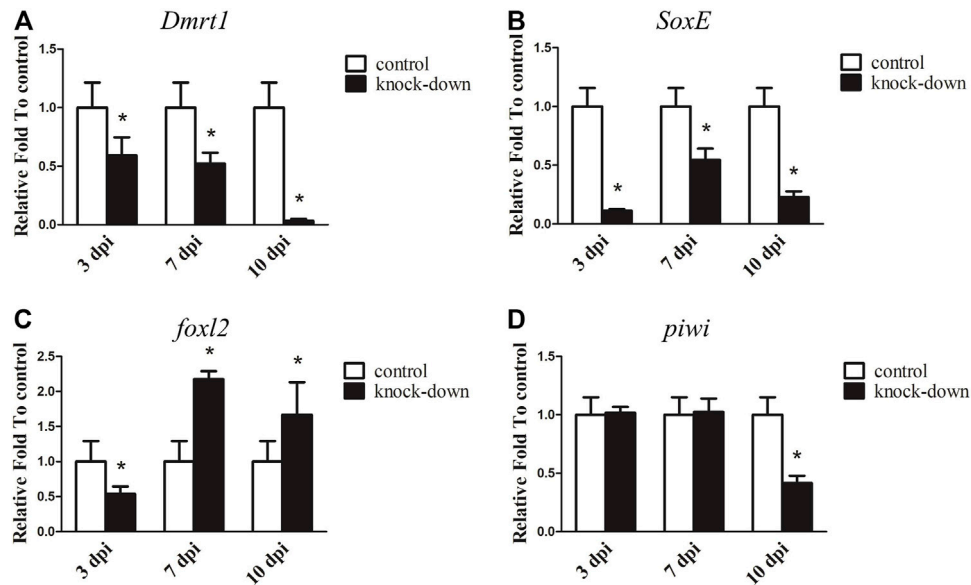 A
Dmrt1
Relative Fold To control
1.5
1.0
0.5
0.0
3 dpi
7 dpi
10 dpi
*
*
*
control
knock-down
B
SoxE
Relative Fold To control
1.5
1.0
0.5
0.0
3 dpi
7 dpi
10 dpi
*
*
*
control
knock-down
C
foxl2
Relative Fold To control
2.5
2.0
1.5
1.0
0.5
0.0
3 dpi
7 dpi
10 dpi
*
*
*
control
knock-down
D
piwi
Relative Fold To control
1.5
1.0
0.5
0.0
3 dpi
7 dpi
10 dpi
*
control
knock-down